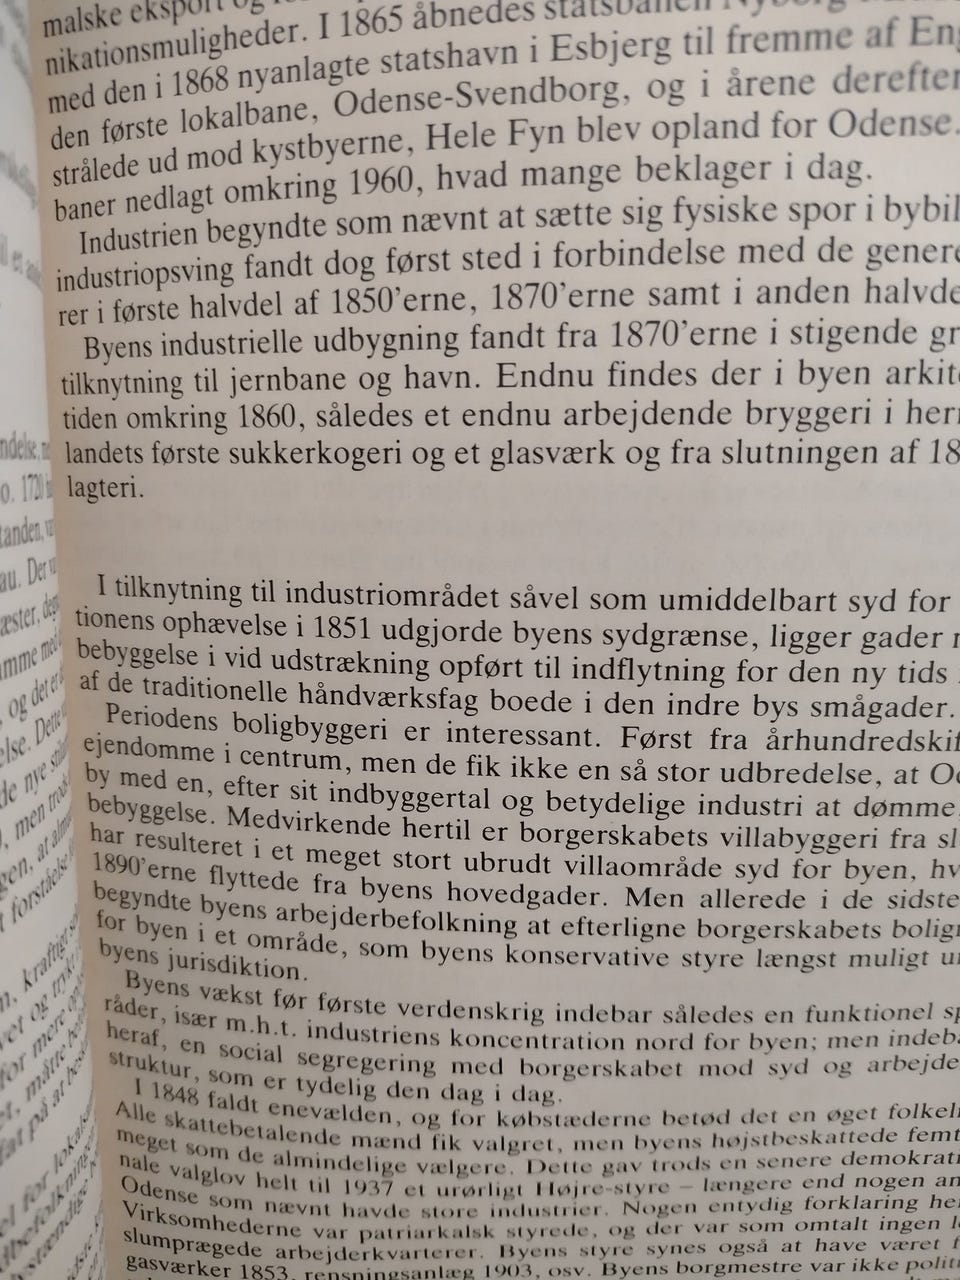 malske eksport og
nikationsmuligheder. I 1865 åbnedes statsbanen Nyborg
med den i 1868 nyanlagte statshavn i Esbjerg til fremme af Eng
den første lokalbane, Odense-Svendborg, og i årene derefter
strålede ud mod kystbyerne, Hele Fyn blev opland for Odense.
baner nedlagt omkring 1960, hvad mange beklager i dag.
Industrien begyndte som nævnt at sætte sig fysiske spor i bybil
industriopsving fandt dog først sted i forbindelse med de genere
rer i første halvdel af 1850'erne, 1870'erne samt i anden halvde
Byens industrielle udbygning fandt fra 1870'erne i stigende gr
tilknytning til jernbane og havn. Endnu findes der i byen arkite
tiden omkring 1860, således et endnu arbejdende bryggeri i herr
landets første sukkerkogeri og et glasværk og fra slutningen af 18
lagteri.
I tilknytning til industriområdet såvel som umiddelbart syd for
tionens ophævelse i 1851 udgjorde byens sydgrænse, ligger gader
bebyggelse i vid udstrækning opført til indflytning for den ny tids
af de traditionelle håndværksfag boede i den indre bys smågader.
Periodens boligbyggeri er interessant. Først fra århundredskif
ejendomme i centrum, men de fik ikke en så stor udbredelse, at Od
by med en, efter sit indbyggertal og betydelige industri at dømme,
bebyggelse. Medvirkende hertil er borgerskabets villabyggeri fra sl
har resulteret i et meget stort ubrudt villaområde syd for byen, hv
1890'erne flyttede fra byens hovedgader. Men allerede i de sidste
begyndte byens arbejderbefolkning at efterligne borgerskabets bolig
for byen i et område, som byens konservative styre længst muligt u
byens jurisdiktion.
Byens vækst før første verdenskrig indebar således en funktionel sp
råder, især m.h.t. industriens koncentration nord for byen; men indeb
heraf, en social segregering med borgerskabet mod syd og arbejde
struktur, som er tydelig den dag i dag.
I 1848 faldt enevælden, og for købstæderne betød det en øget folkeli
Alle skattebetalende mænd fik valgret, men byens højstbeskattede femt
meget som de almindelige vælgere. Dette gav trods en senere demokrati
nale valglov helt til 1937 et urørligt Højre-styre – længere end nogen an
Odense som nævnt havde store industrier. Nogen entydig forklaring he
Virksomhederne var patriarkalsk styrede, og der var som omtalt ingen
slumprægede arbejderkvarterer. Byens styre synes også at have været f
gasværker 1853, rensningsanlæg 1903, osv. Byens borgmestre var ikke politi